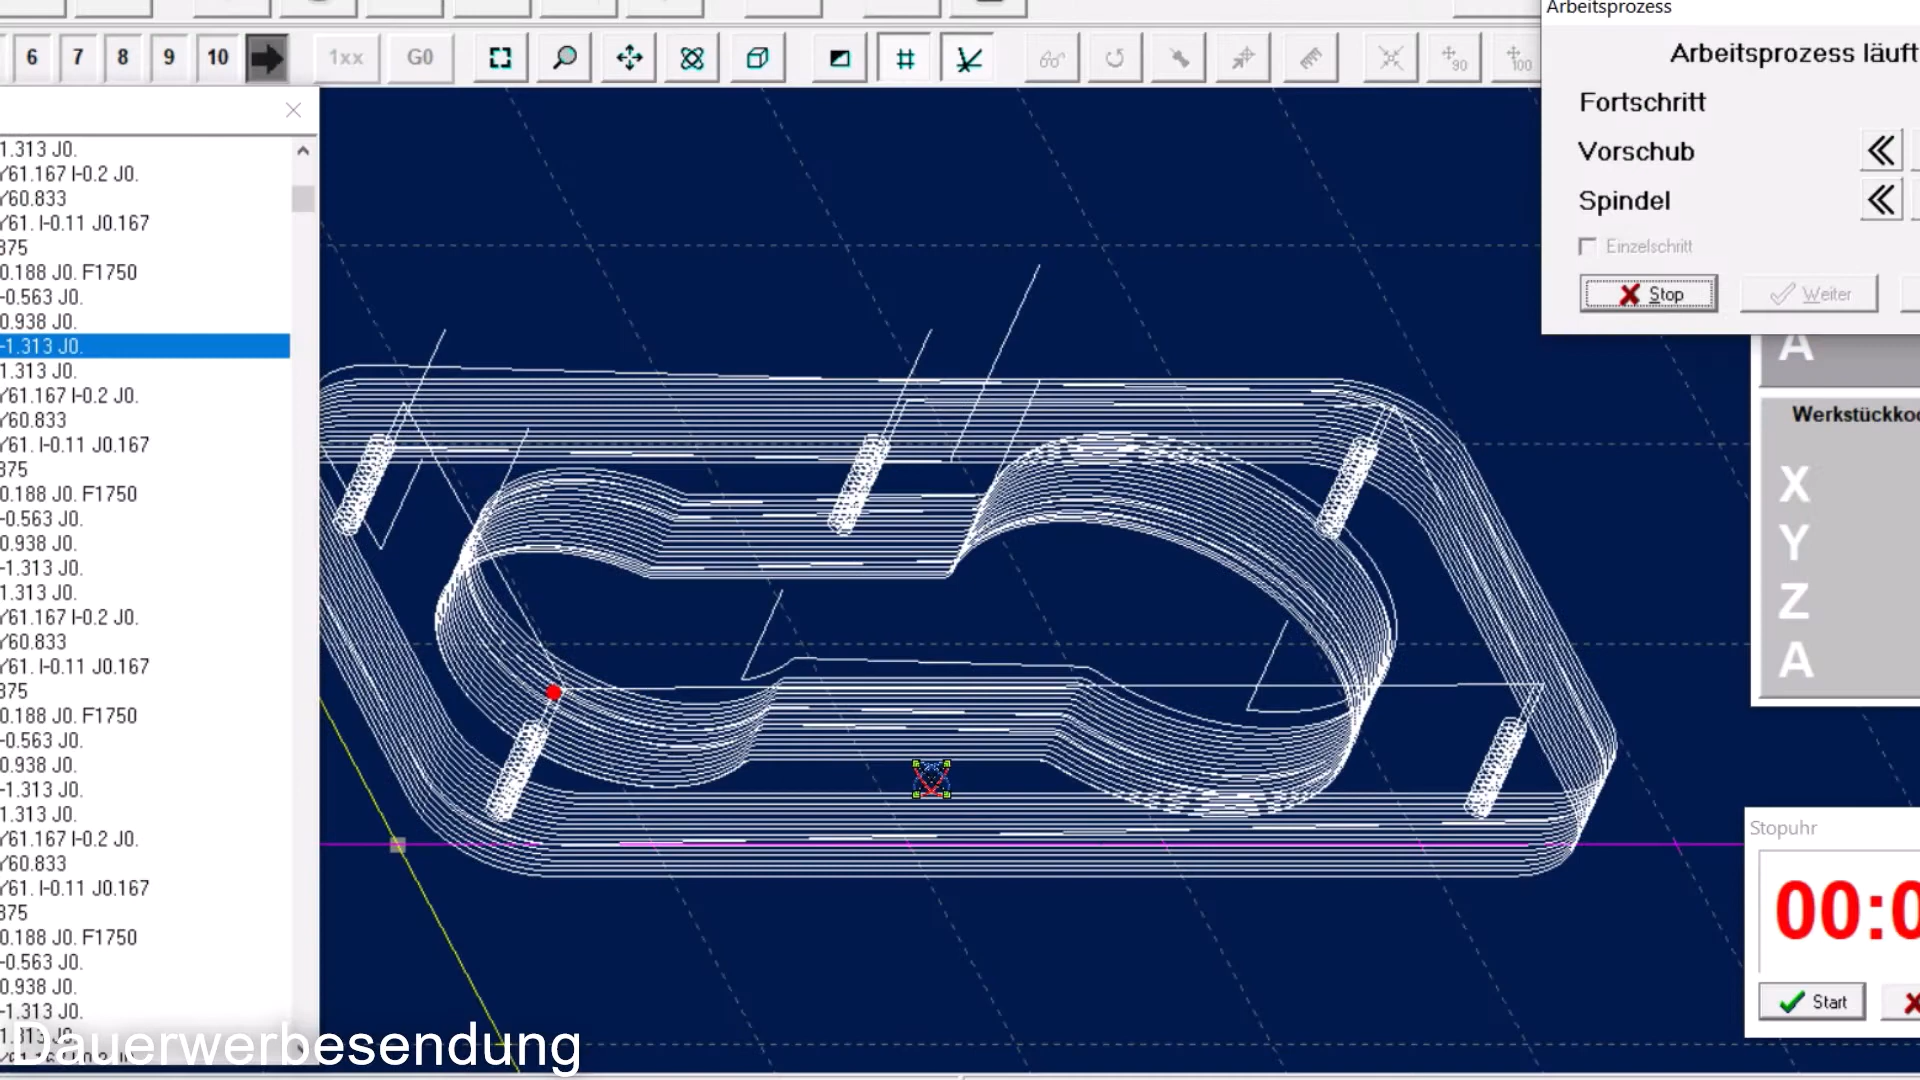 6 7 8 9 10 1xx G0
90
100
Arbeitsprozess
Arbeitsprozess läuft
Fortschritt
Vorschub
Spindel
Einzelschritt
Stop
Weiter
1.313 J0.
Y61.167 I-0.2 J0.
Y60.833
Y61. I-0.11 J0.167
375
0.188 J0. F1750
-0.563 J0.
0.938 J0.
-1.313 J0.
1.313 J0.
Y61.167 I-0.2 J0.
Y60.833
Y61. I-0.11 J0.167
375
0.188 J0. F1750
-0.563 J0.
0.938 J0.
-1.313 J0.
1.313 J0.
Y61.167 I-0.2 J0.
Y60.833
Y61. I-0.11 J0.167
375
0.188 J0. F1750
-0.563 J0.
0.938 J0.
-1.313 J0.
1.313 J0.
Y61.167 I-0.2 J0.
Y60.833
Y61. I-0.11 J0.167
375
0.188 J0. F1750
-0.563 J0.
0.938 J0.
-1.313 J0.
1.313 J0.
A
Werkstückkoo
X
Y
Z
A
Stopuhr
00:0
Start
Dauerwerbesendung